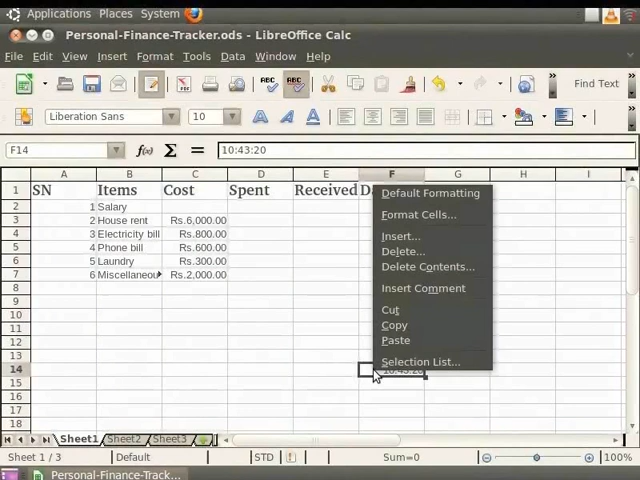 Applications Places System
Personal-Finance-Tracker.ods - LibreOffice Calc
File Edit View Insert Format Tools Data Window Help
ABC ABC Find Text
Liberation Sans 10
F14 f(x) Σ = 10:43:20
A B C D E F G H I
1 SN Items Cost Spent Received D
2 1 Salary
3 2 House rent Rs.6,000.00
4 3 Electricity bill Rs.800.00
5 4 Phone bill Rs.600.00
6 5 Laundry Rs.300.00
7 6 Miscellaneou Rs.2,000.00
8
9
10
11
12
13
14 10:43:20
15
16
17
18
Default Formatting
Format Cells...
Insert...
Delete...
Delete Contents...
Insert Comment
Cut
Copy
Paste
Selection List...
Sheet1 Sheet2 Sheet3
Sheet 1 / 3 Default STD Sum=0 100%
Personal-Finance-Track...